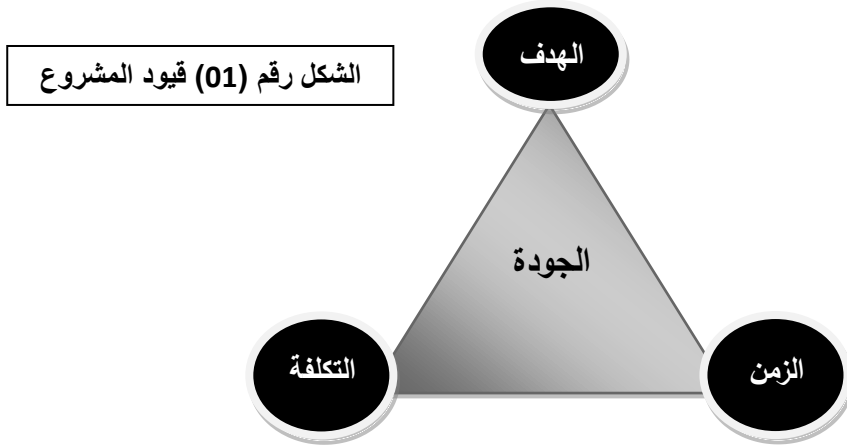 الهدف
الشكل رقم (01) قيود المشروع
الجودة
الزمن
التكلفة